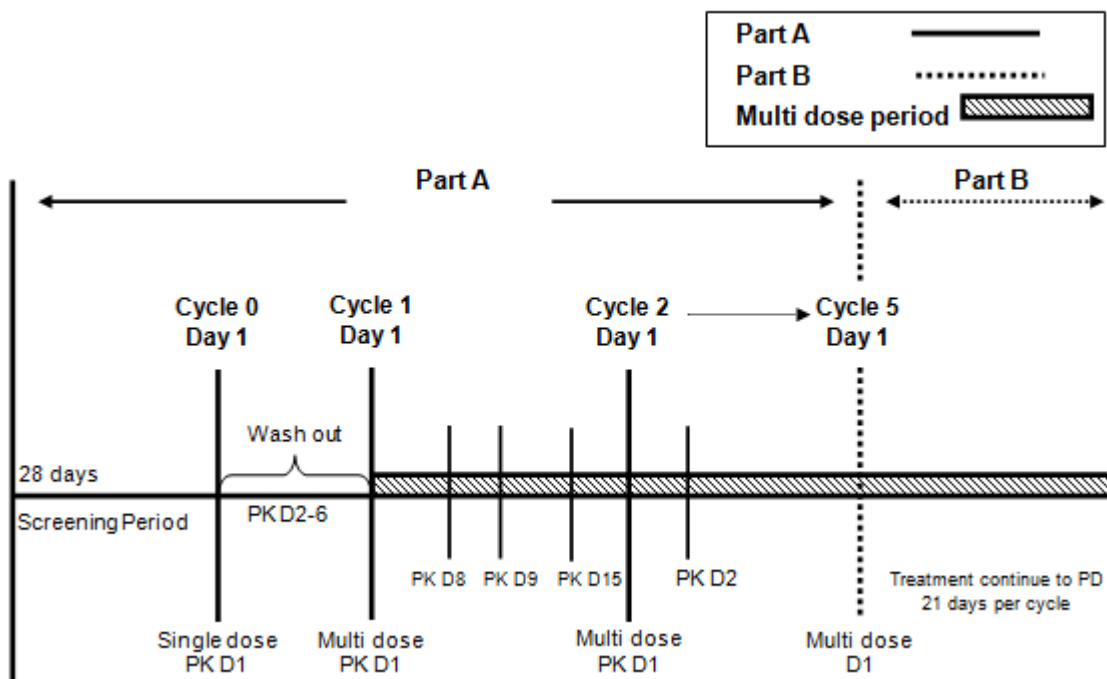 Part A
Part B
Multi dose period
Part A
Part B
Cycle 0
Day 1
Cycle 1
Day 1
Cycle 2
Day 1
Cycle 5
Day 1
Wash out
28 days
Screening Period
PK D2-6
PK D8
PK D9
PK D15
PK D2
Treatment continue to PD
21 days per cycle
Single dose
PK D1
Multi dose
PK D1
Multi dose
PK D1
Multi dose
D1